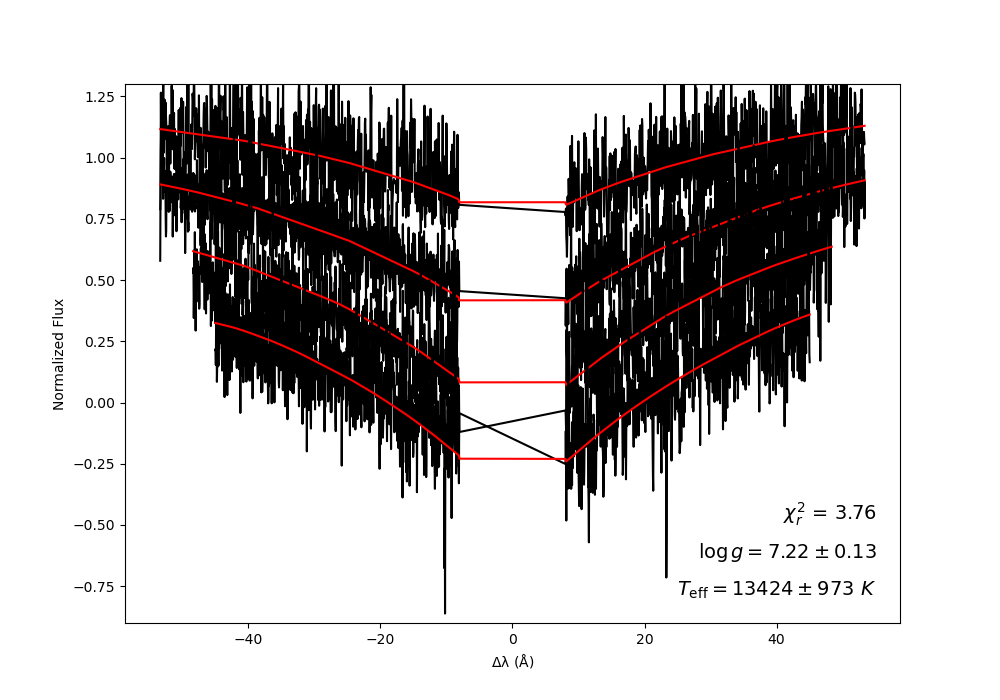 1.25
1.00
0.75
0.50
0.25
0.00
−0.25
−0.50
−0.75
Normalized Flux
χ²ᵣ = 3.76
log g = 7.22 ± 0.13
T_eff = 13424 ± 973 K
−40
−20
0
20
40
Δλ (Å)